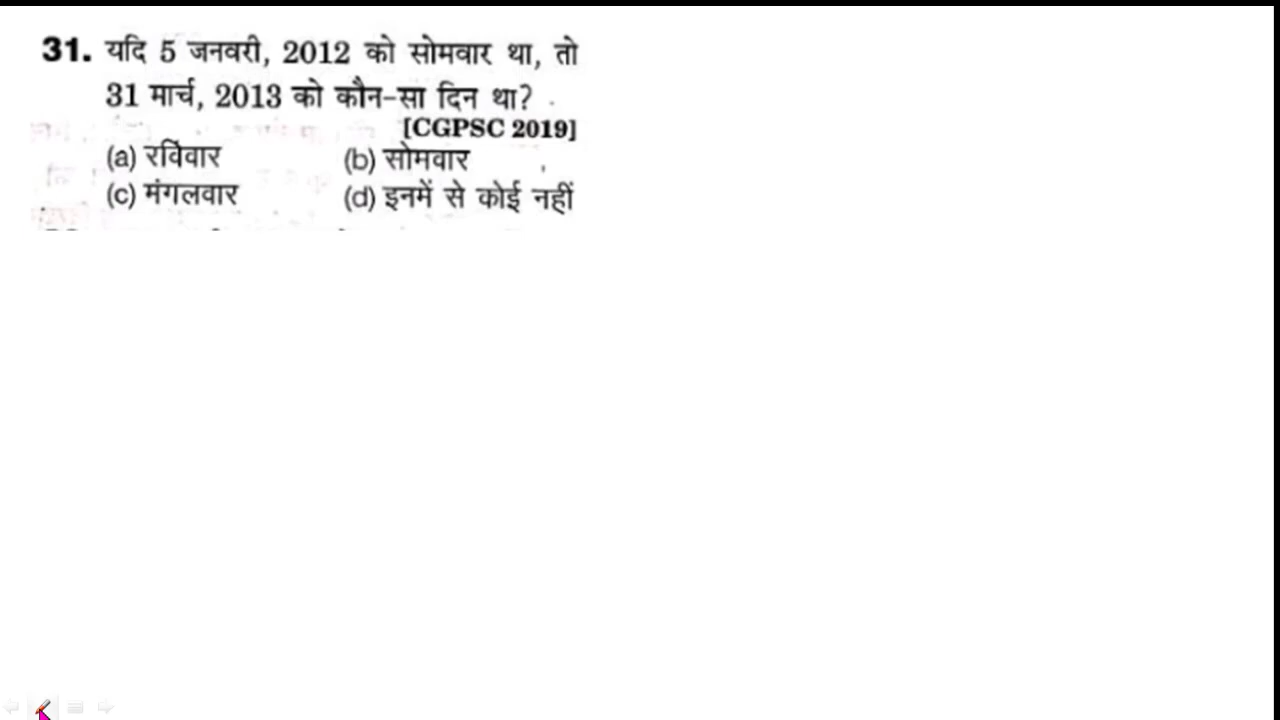 31. यदि 5 जनवरी, 2012 को सोमवार था, तो
31 मार्च, 2013 को कौन-सा दिन था?
[CGPSC 2019]
(a) रविवार (b) सोमवार
(c) मंगलवार (d) इनमें से कोई नहीं